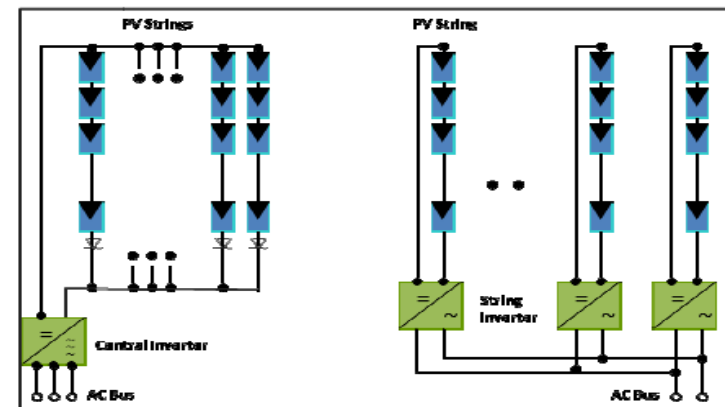 PV Strings
PV String
String
Inverter
Central Inverter
AC Bus
AC Bus